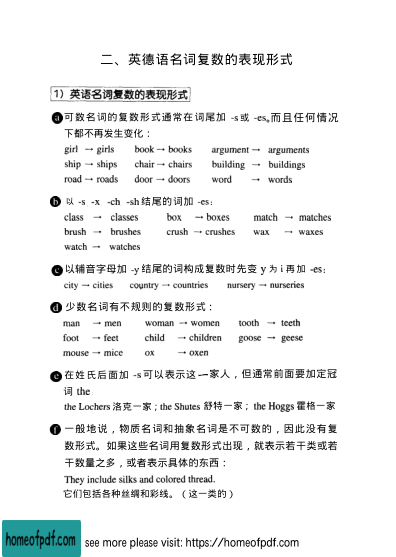 二、英德语名词复数的表现形式
1）英语名词复数的表现形式
a 可数名词的复数形式通常在词尾加 -s或 -es。而且任何情况
下都不再发生变化：
girl → girls book → books argument → arguments
ship → ships chair → chairs building → buildings
road → roads door → doors word → words
b 以 -s -x -ch -sh结尾的词加 -es：
class → classes box → boxes match → matches
brush → brushes crush → crushes wax → waxes
watch → watches
c 以辅音字母加 -y结尾的词构成复数时先变 y 为 i 再加 -es：
city → cities country → countries nursery → nurseries
d 少数名词有不规则的复数形式：
man → men woman → women tooth → teeth
foot → feet child → children goose → geese
mouse → mice ox → oxen
e 在姓氏后面加 -s可以表示这一家人，但通常前面要加定冠
词 the
the Lochers 洛克一家；the Shutes 舒特一家； the Hoggs 霍格一家
f 一般地说，物质名词和抽象名词是不可数的，因此没有复
数形式。如果这些名词用复数形式出现，就表示若干类或若
干数量之多，或者表示具体的东西：
They include silks and colored thread.
它们包括各种丝绸和彩线。（这一类的）
homeofpdf.com see more please visit: https://homeofpdf.com